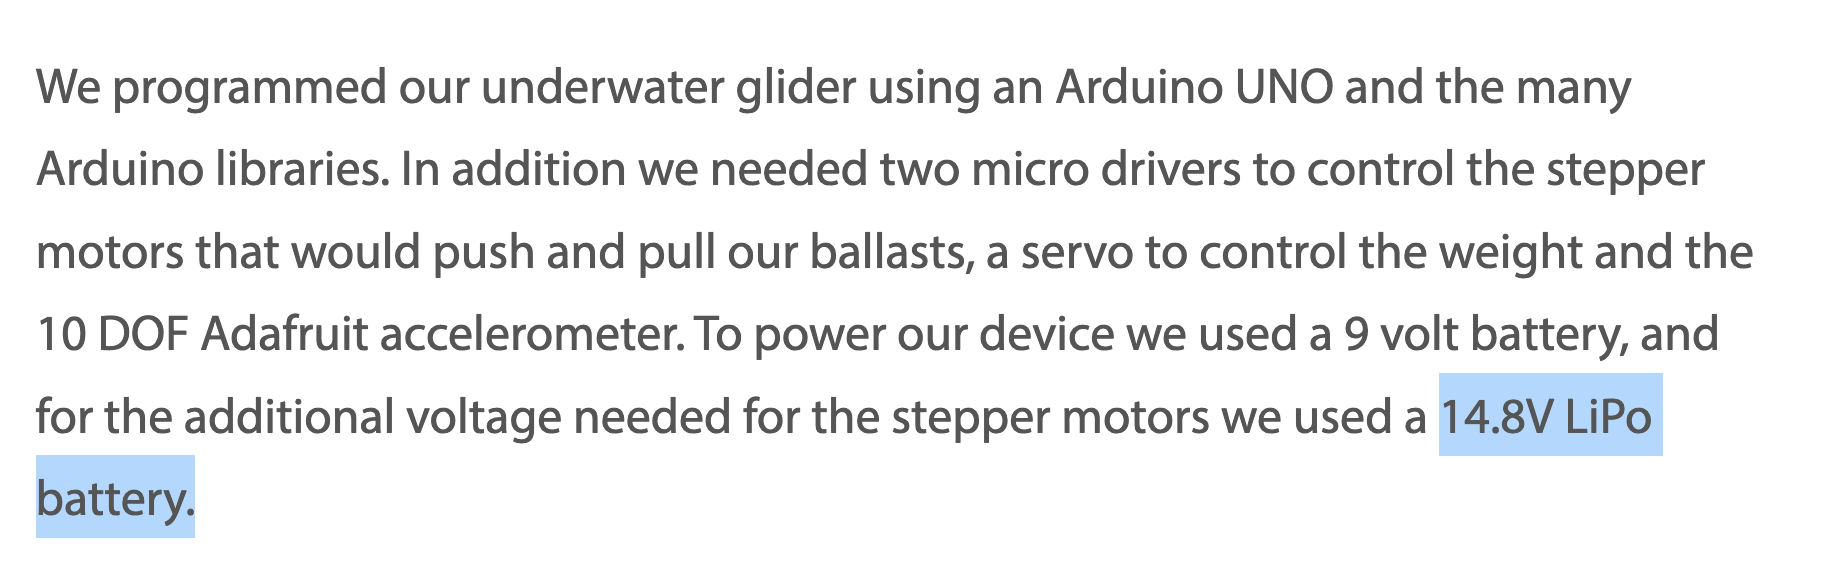 We programmed our underwater glider using an Arduino UNO and the many
Arduino libraries. In addition we needed two micro drivers to control the stepper
motors that would push and pull our ballasts, a servo to control the weight and the
10 DOF Adafruit accelerometer. To power our device we used a 9 volt battery, and
for the additional voltage needed for the stepper motors we used a 14.8V LiPo
battery.